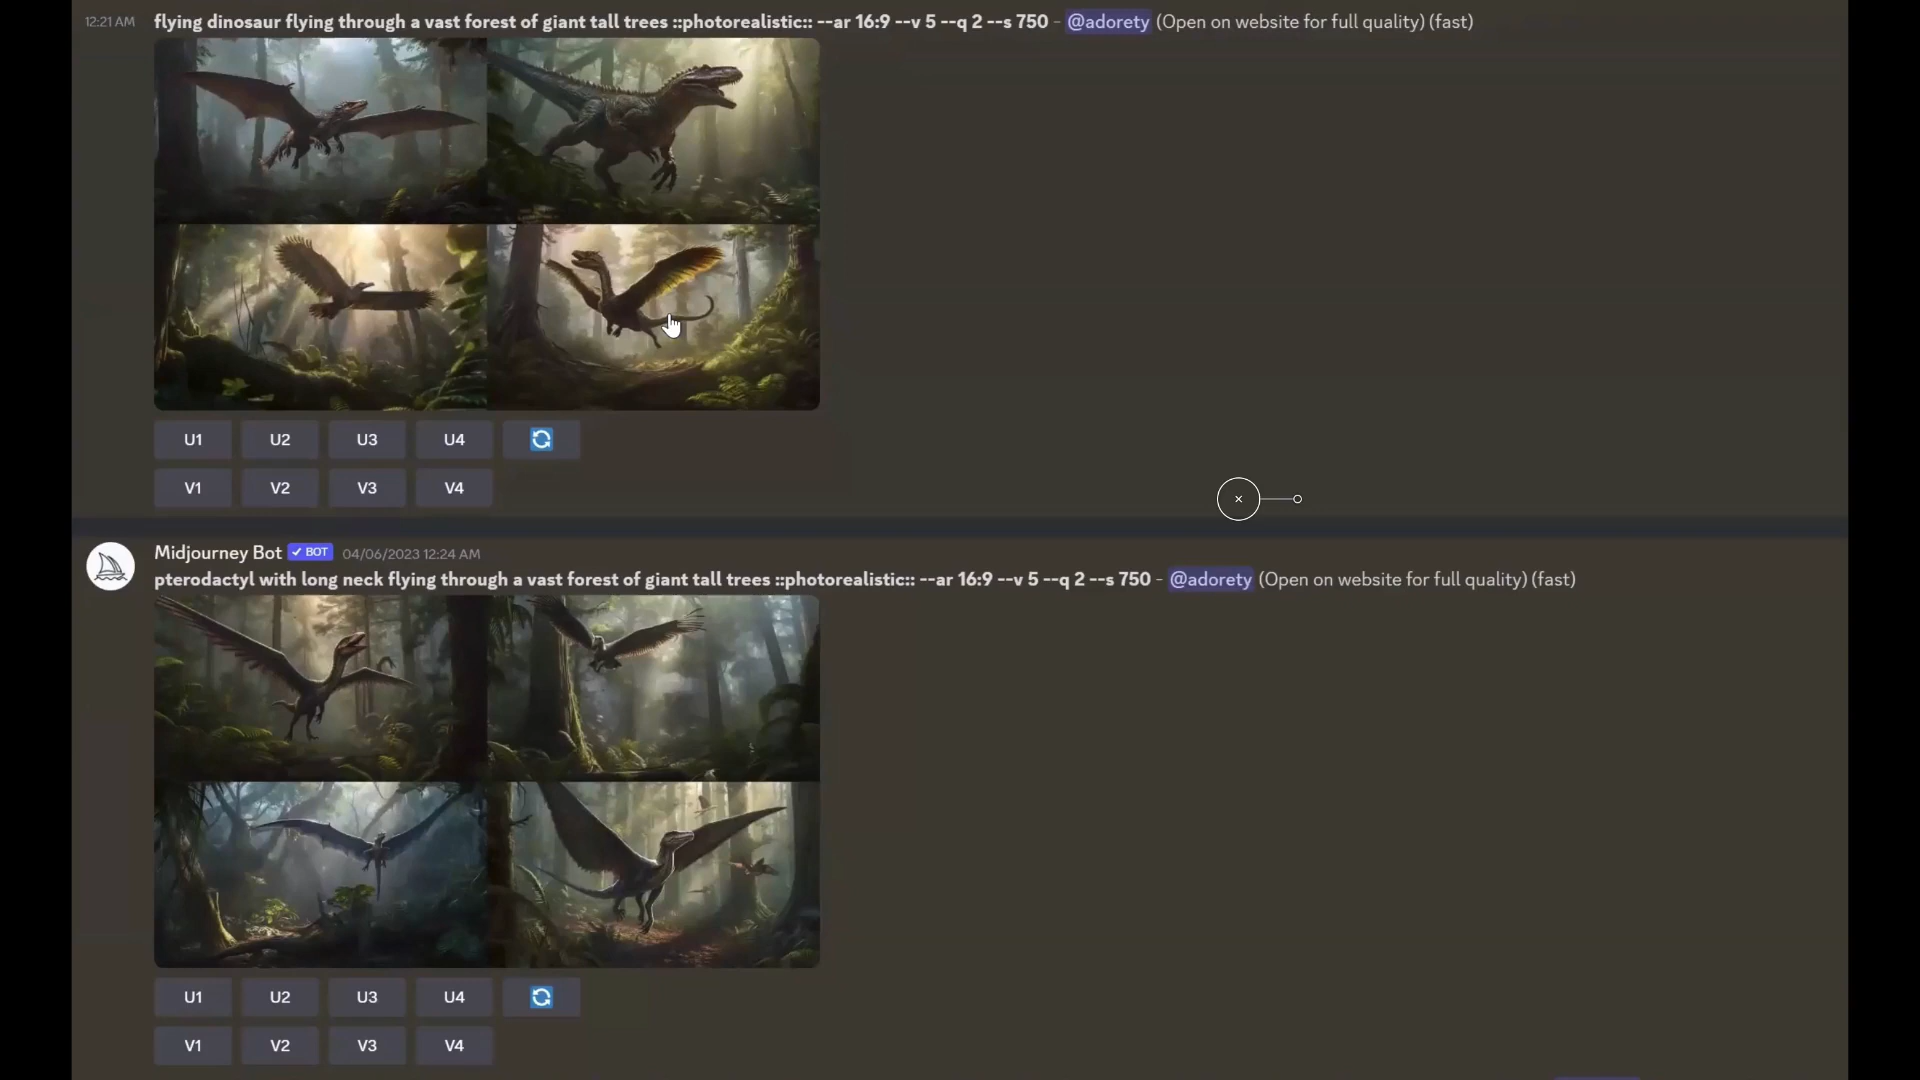 12:21 AM flying dinosaur flying through a vast forest of giant tall trees ::photorealistic:: --ar 16:9 --v 5 --q 2 --s 750 - @adorety (Open on website for full quality) (fast)
U1 U2 U3 U4
V1 V2 V3 V4
Midjourney Bot ✓ BOT 04/06/2023 12:24 AM
pterodactyl with long neck flying through a vast forest of giant tall trees ::photorealistic:: --ar 16:9 --v 5 --q 2 --s 750 - @adorety (Open on website for full quality) (fast)
U1 U2 U3 U4
V1 V2 V3 V4